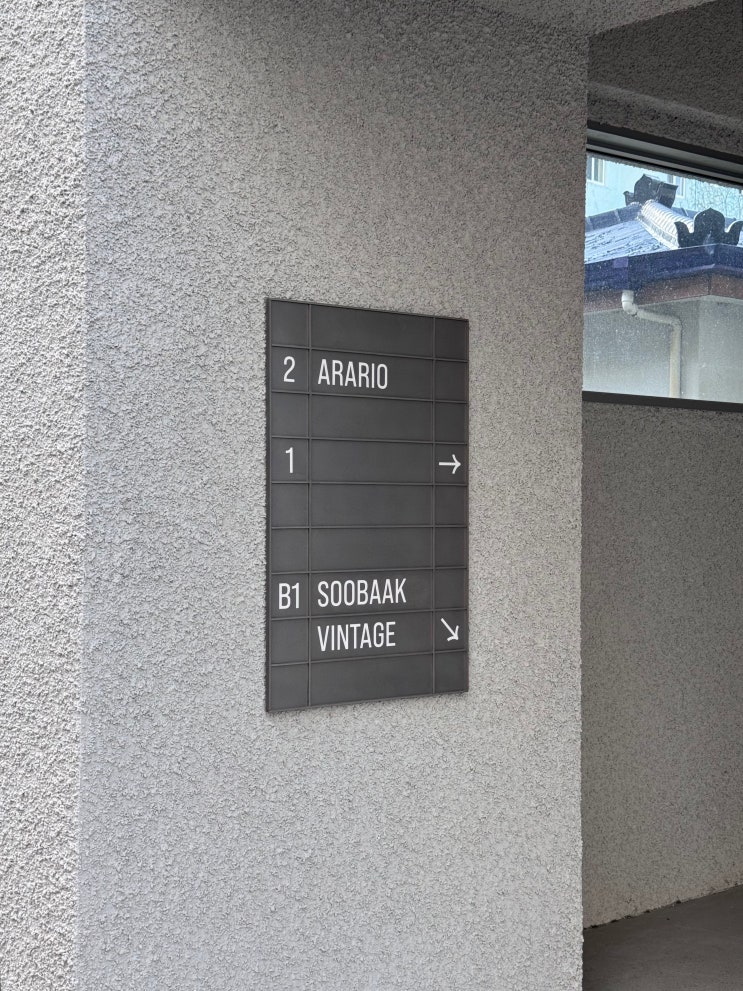 2 ARARIO
1 →
B1 SOOBAAK
VINTAGE ↘